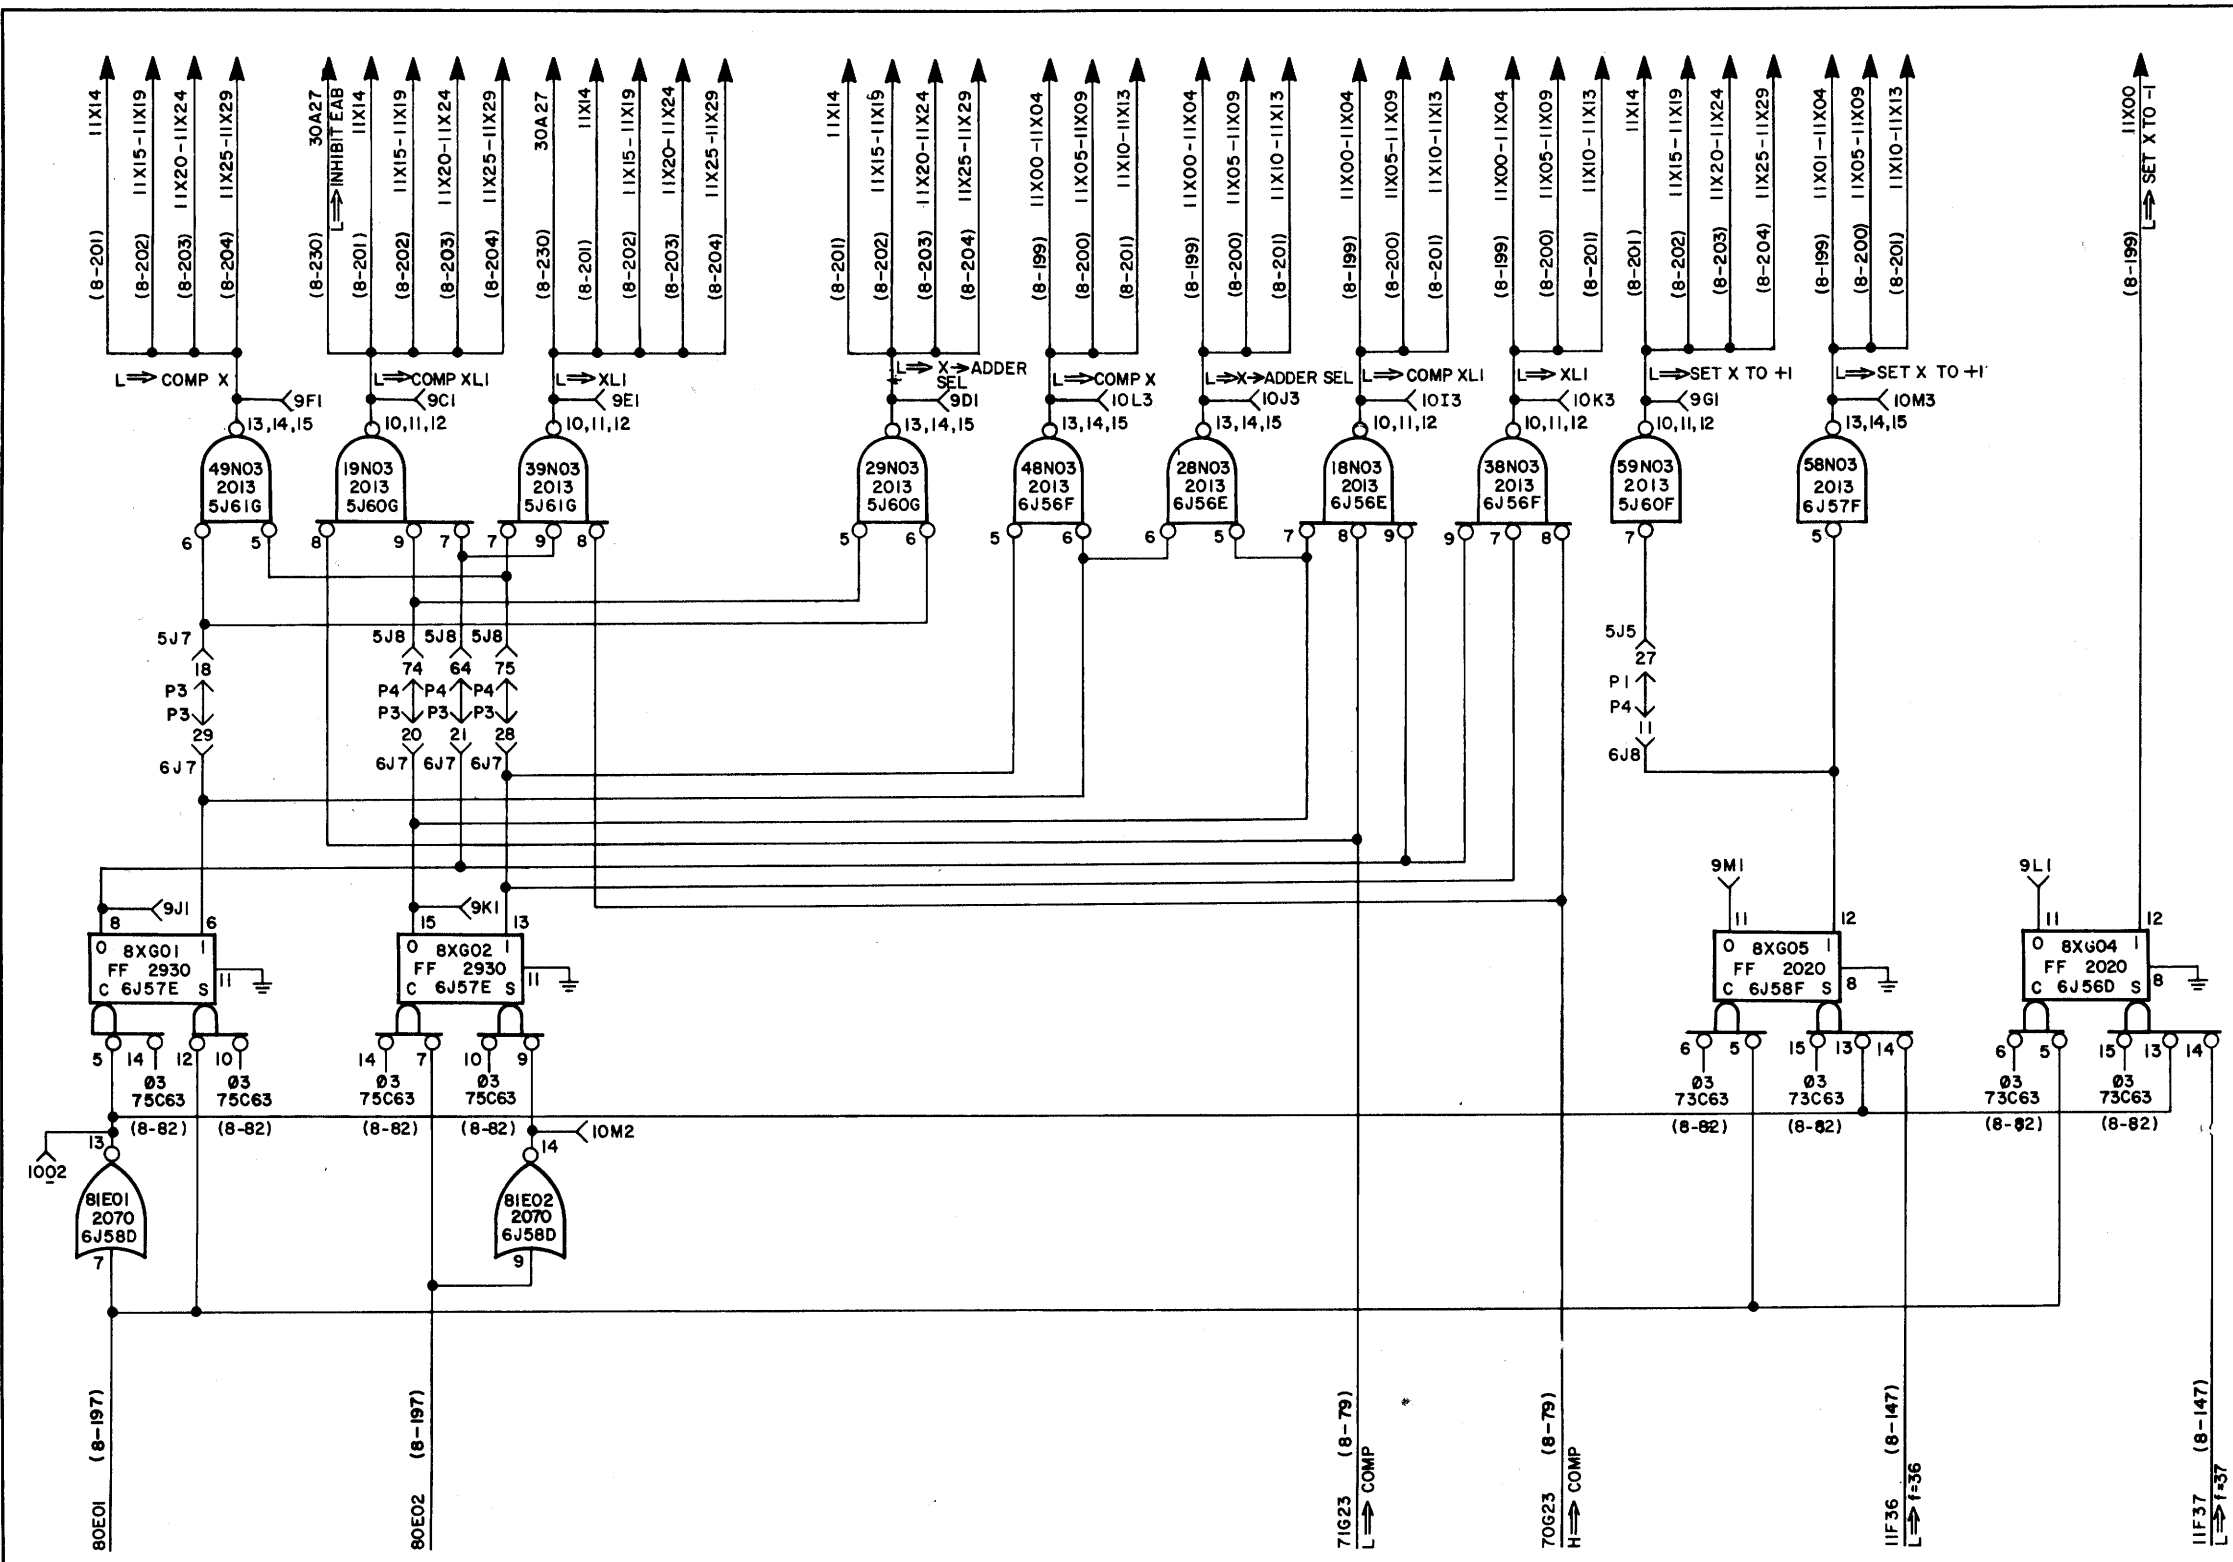 11X14
11X15-11X19
11X20-11X24
11X25-11X29
30A27
L⟹INHIBIT EAB
11X14
11X15-11X19
11X20-11X24
11X25-11X29
30A27
11X14
11X15-11X19
11X20-11X24
11X25-11X29
11X14
11X15-11X19
11X20-11X24
11X25-11X29
11X00-11X04
11X05-11X09
11X10-11X13
11X00-11X04
11X05-11X09
11X10-11X13
11X00-11X04
11X05-11X09
11X10-11X13
11X00-11X04
11X05-11X09
11X10-11X13
11X14
11X15-11X19
11X20-11X24
11X25-11X29
11X01-11X04
11X05-11X09
11X10-11X13
11X00
L⟹SET X TO -1
(8-201)
(8-202)
(8-203)
(8-204)
(8-230)
(8-201)
(8-202)
(8-203)
(8-204)
(8-230)
(8-201)
(8-202)
(8-203)
(8-204)
(8-201)
(8-202)
(8-203)
(8-204)
(8-199)
(8-200)
(8-201)
(8-199)
(8-200)
(8-201)
(8-199)
(8-200)
(8-201)
(8-199)
(8-200)
(8-201)
(8-201)
(8-202)
(8-203)
(8-204)
(8-199)
(8-200)
(8-201)
(8-199)
L⟹COMP X
L⟹COMP XL1
L⟹XL1
L⟹X→ADDER
SEL
L⟹COMP X
L⟹X→ADDER SEL
L⟹COMP XL1
L⟹XL1
L⟹SET X TO +1
L⟹SET X TO +1
9F1
9C1
9E1
9D1
10L3
10J3
10I3
10K3
9G1
10M3
13,14,15
10,11,12
10,11,12
13,14,15
13,14,15
13,14,15
10,11,12
10,11,12
10,11,12
13,14,15
49N03
2013
5J61G
19N03
2013
5J60G
39N03
2013
5J61G
29N03
2013
5J60G
48N03
2013
6J56F
28N03
2013
6J56E
18N03
2013
6J56E
38N03
2013
6J56F
59N03
2013
5J60F
58N03
2013
6J57F
6 5 8 9 7 7 9 8 5 6 5 6 6 5 7 8 9 9 7 8 7 5
5J7
18
P3
P3
29
6J7
5J8
74
P4
P3
20
6J7
5J8
64
P4
P3
21
6J7
5J8
75
P4
P3
28
6J7
5J5
27
P1
P4
11
6J8
9J1
9K1
9M1
9L1
8 6
O 8XG01 1
FF 2930
C 6J57E S
11
15 13
O 8XG02 1
FF 2930
C 6J57E S
11
11 12
O 8XG05 1
FF 2020
C 6J58F S
8
11 12
O 8XG04 1
FF 2020
C 6J56D S
8
5 14 12 10 14 7 10 9 6 5 15 13 14 6 5 15 13 14
Ø3
75C63
(8-82)
Ø3
75C63
(8-82)
Ø3
75C63
(8-82)
Ø3
75C63
(8-82)
Ø3
73C63
(8-82)
Ø3
73C63
(8-82)
Ø3
73C63
(8-82)
Ø3
73C63
(8-82)
13
10O2
14
10M2
81E01
2070
6J58D
7
81E02
2070
6J58D
9
80E01 (8-197)
80E02 (8-197)
71G23 (8-79)
L⟹COMP
70G23 (8-79)
H⟹COMP
11F36 (8-147)
L⟹f=36
11F37 (8-147)
L⟹f=37